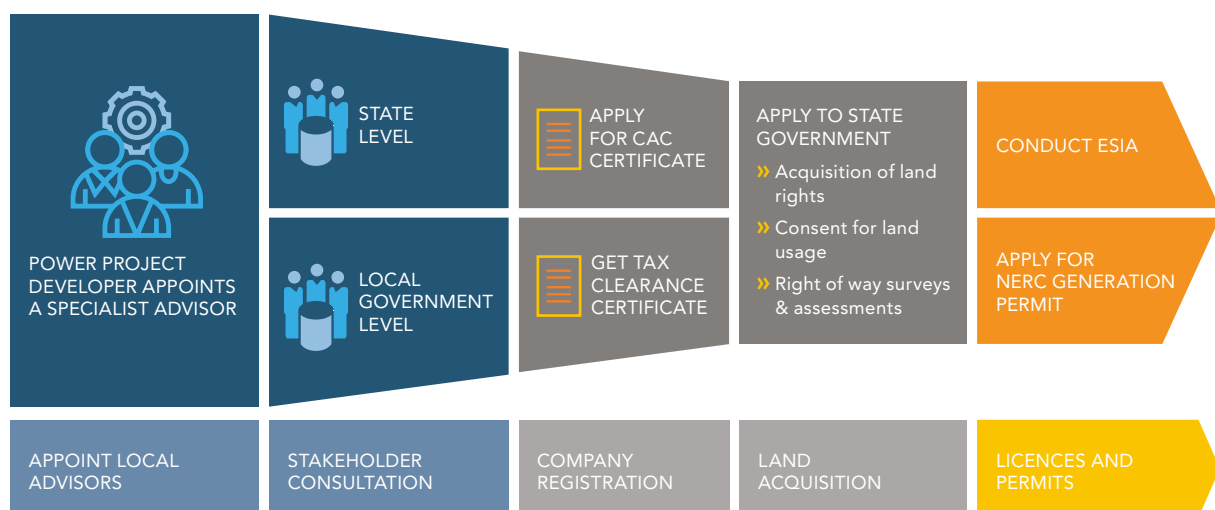 POWER PROJECT
DEVELOPER APPOINTS
A SPECIALIST ADVISOR
STATE
LEVEL
LOCAL
GOVERNMENT
LEVEL
APPLY
FOR CAC
CERTIFICATE
GET TAX
CLEARANCE
CERTIFICATE
APPLY TO STATE
GOVERNMENT
» Acquisition of land
rights
» Consent for land
usage
» Right of way surveys
& assessments
CONDUCT ESIA
APPLY FOR
NERC GENERATION
PERMIT
APPOINT LOCAL
ADVISORS
STAKEHOLDER
CONSULTATION
COMPANY
REGISTRATION
LAND
ACQUISITION
LICENCES AND
PERMITS